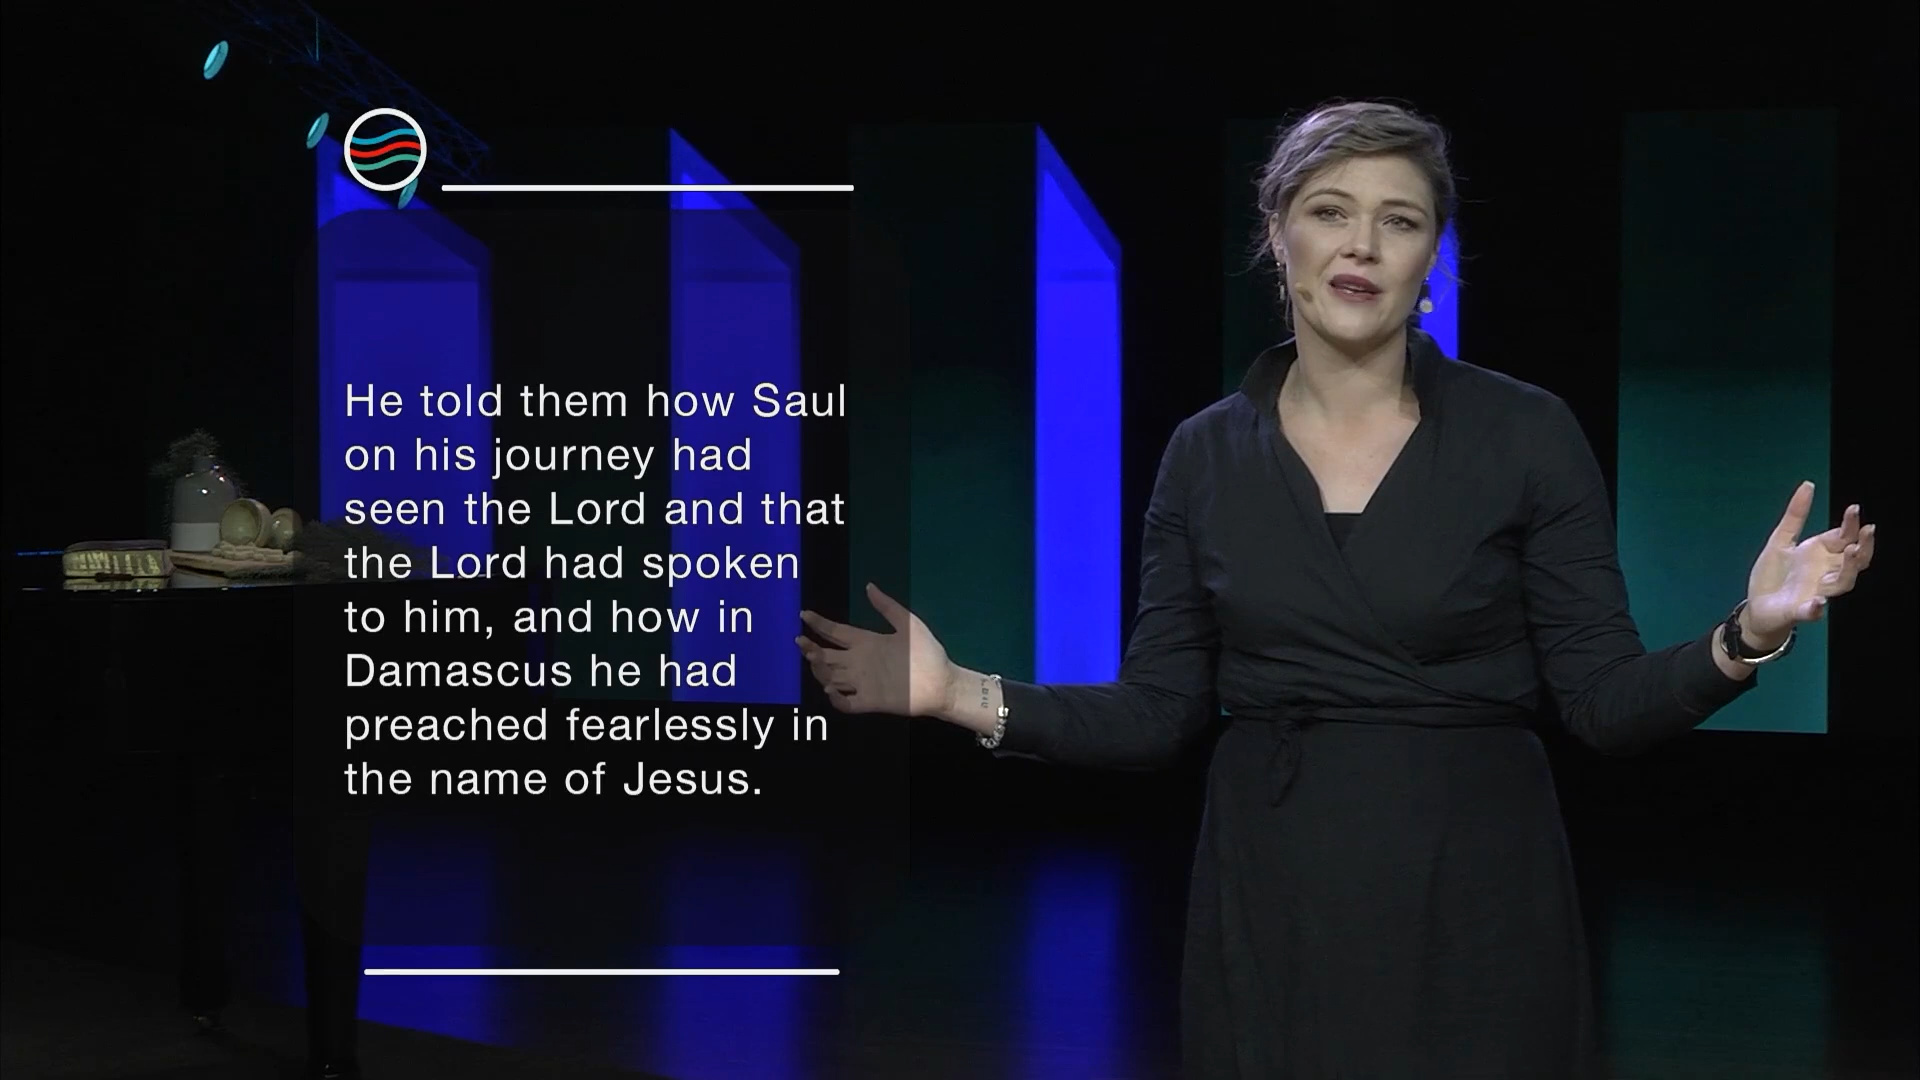 He told them how Saul
on his journey had
seen the Lord and that
the Lord had spoken
to him, and how in
Damascus he had
preached fearlessly in
the name of Jesus.